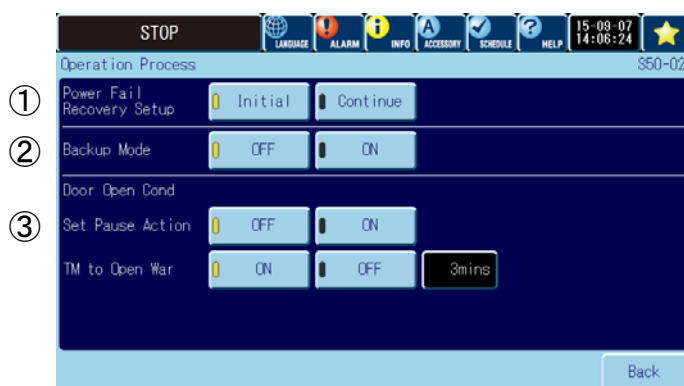 STOP
LANGUAGE
ALARM
INFO
ACCESSORY
SCHEDULE
HELP
15-09-07
14:06:24
Operation Process S50-02
① Power Fail
Recovery Setup Initial Continue
② Backup Mode OFF ON
Door Open Cond
③ Set Pause Action OFF ON
TM to Open War ON OFF 3mins
Back